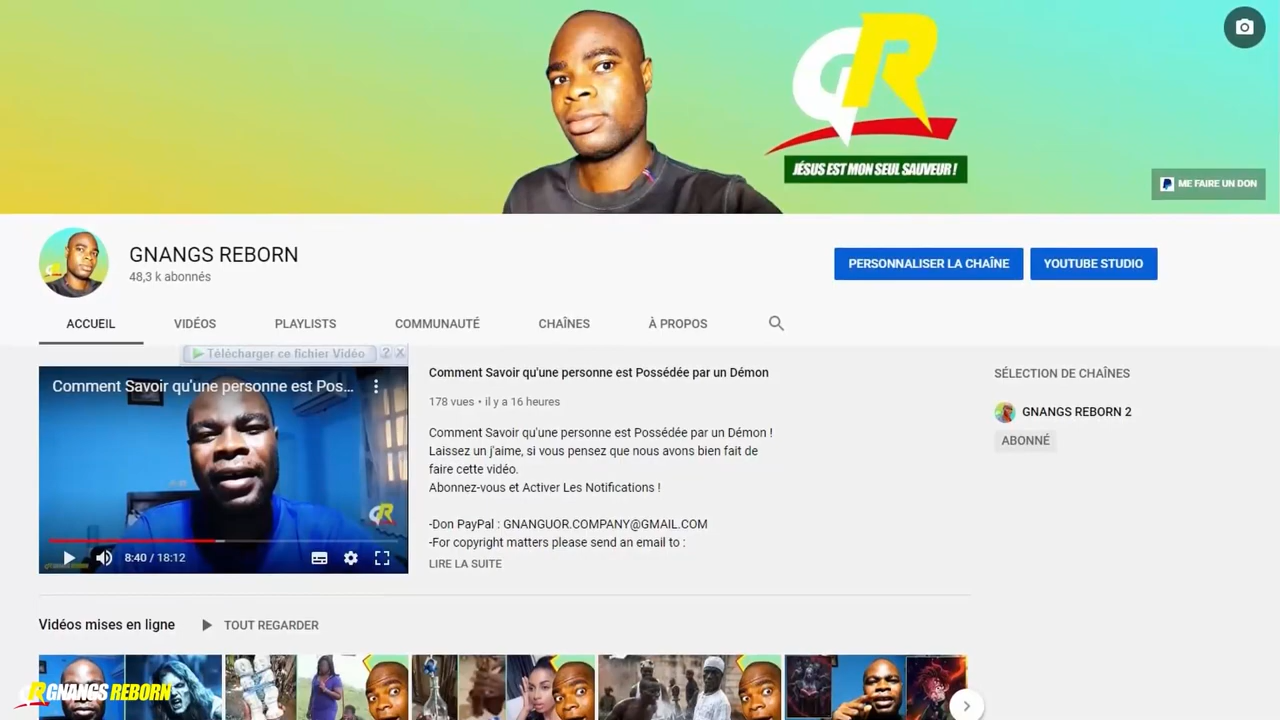 GR
JÉSUS EST MON SEUL SAUVEUR !
ME FAIRE UN DON
GNANGS REBORN
48,3 k abonnés
PERSONNALISER LA CHAÎNE
YOUTUBE STUDIO
ACCUEIL
VIDÉOS
PLAYLISTS
COMMUNAUTÉ
CHAÎNES
À PROPOS
Télécharger ce fichier Vidéo ? X
Comment Savoir qu'une personne est Pos...
GR
8:40 / 18:12
Comment Savoir qu'une personne est Possédée par un Démon
178 vues • il y a 16 heures
Comment Savoir qu'une personne est Possédée par un Démon !
Laissez un j'aime, si vous pensez que nous avons bien fait de
faire cette vidéo.
Abonnez-vous et Activer Les Notifications !
-Don PayPal : GNANGUOR.COMPANY@GMAIL.COM
-For copyright matters please send an email to :
LIRE LA SUITE
SÉLECTION DE CHAÎNES
GNANGS REBORN 2
ABONNÉ
Vidéos mises en ligne
TOUT REGARDER
GR GNANGS REBORN